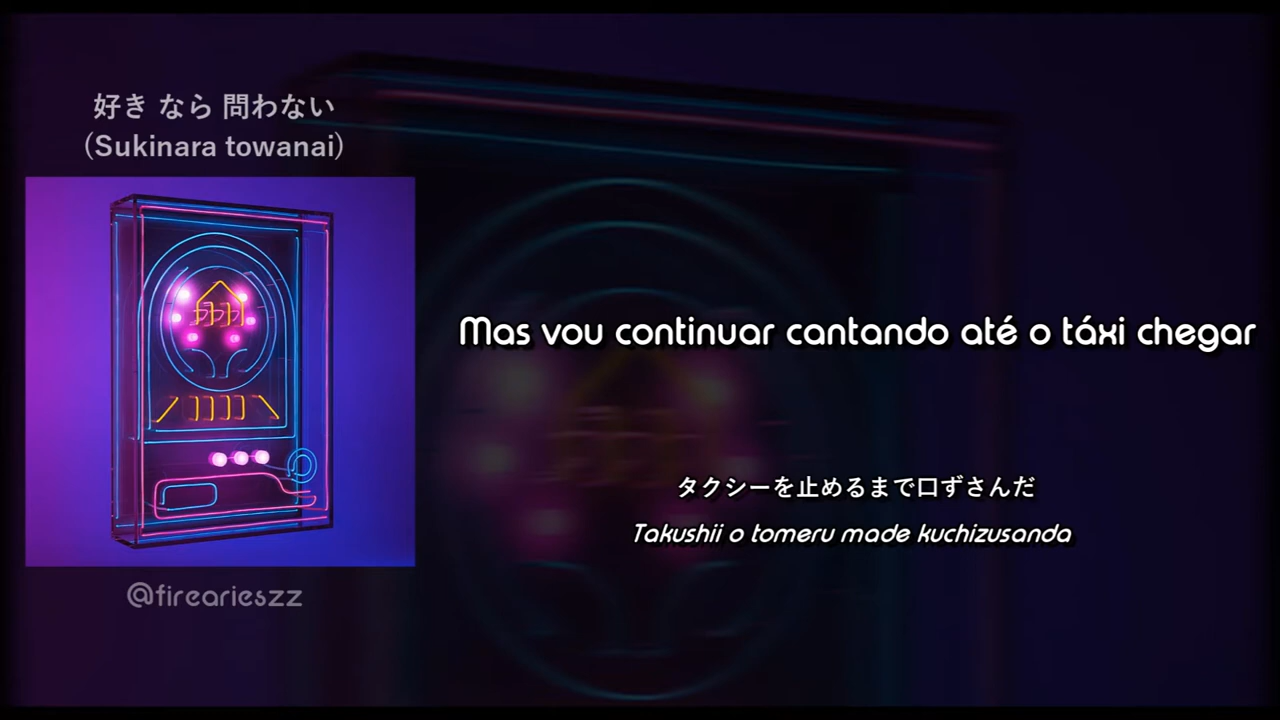 好き なら 問わない
(Sukinara towanai)
Mas vou continuar cantando até o táxi chegar
タクシーを止めるまで口ずさんだ
Takushii o tomeru made kuchizusanda
@firearieszz